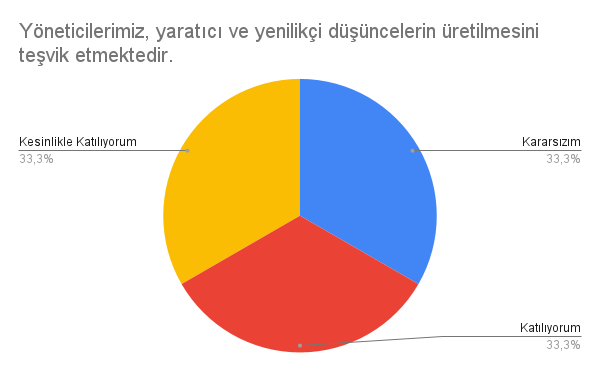 Yöneticilerimiz, yaratıcı ve yenilikçi düşüncelerin üretilmesini
teşvik etmektedir.
Kesinlikle Katılıyorum
33,3%
Kararsızım
33,3%
Katılıyorum
33,3%